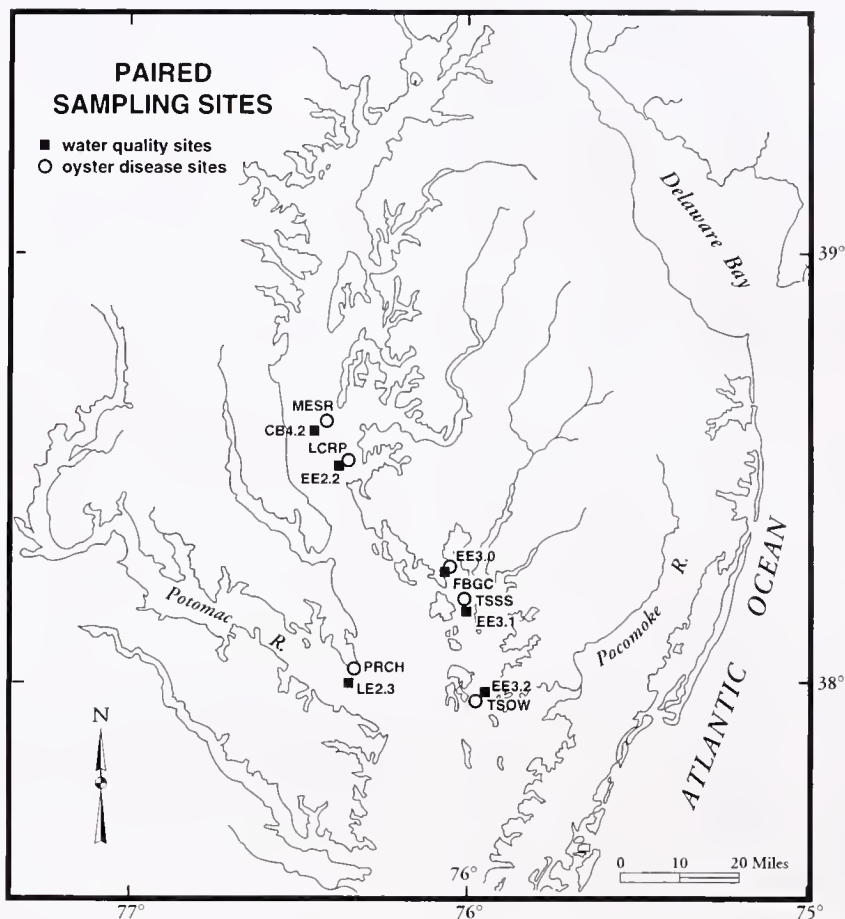 PAIRED
SAMPLING SITES
water quality sites
oyster disease sites
Delaware Bay
39°
MESR
CB4.2
LCRP
EE2.2
EE3.0
FBGC
TSSS
EE3.1
Potomac
R.
Pocomoke
R.
ATLANTIC OCEAN
PRCH
LE2.3
EE3.2
TSOW
38°
N
0 10 20 Miles
77°
76°
76°
75°